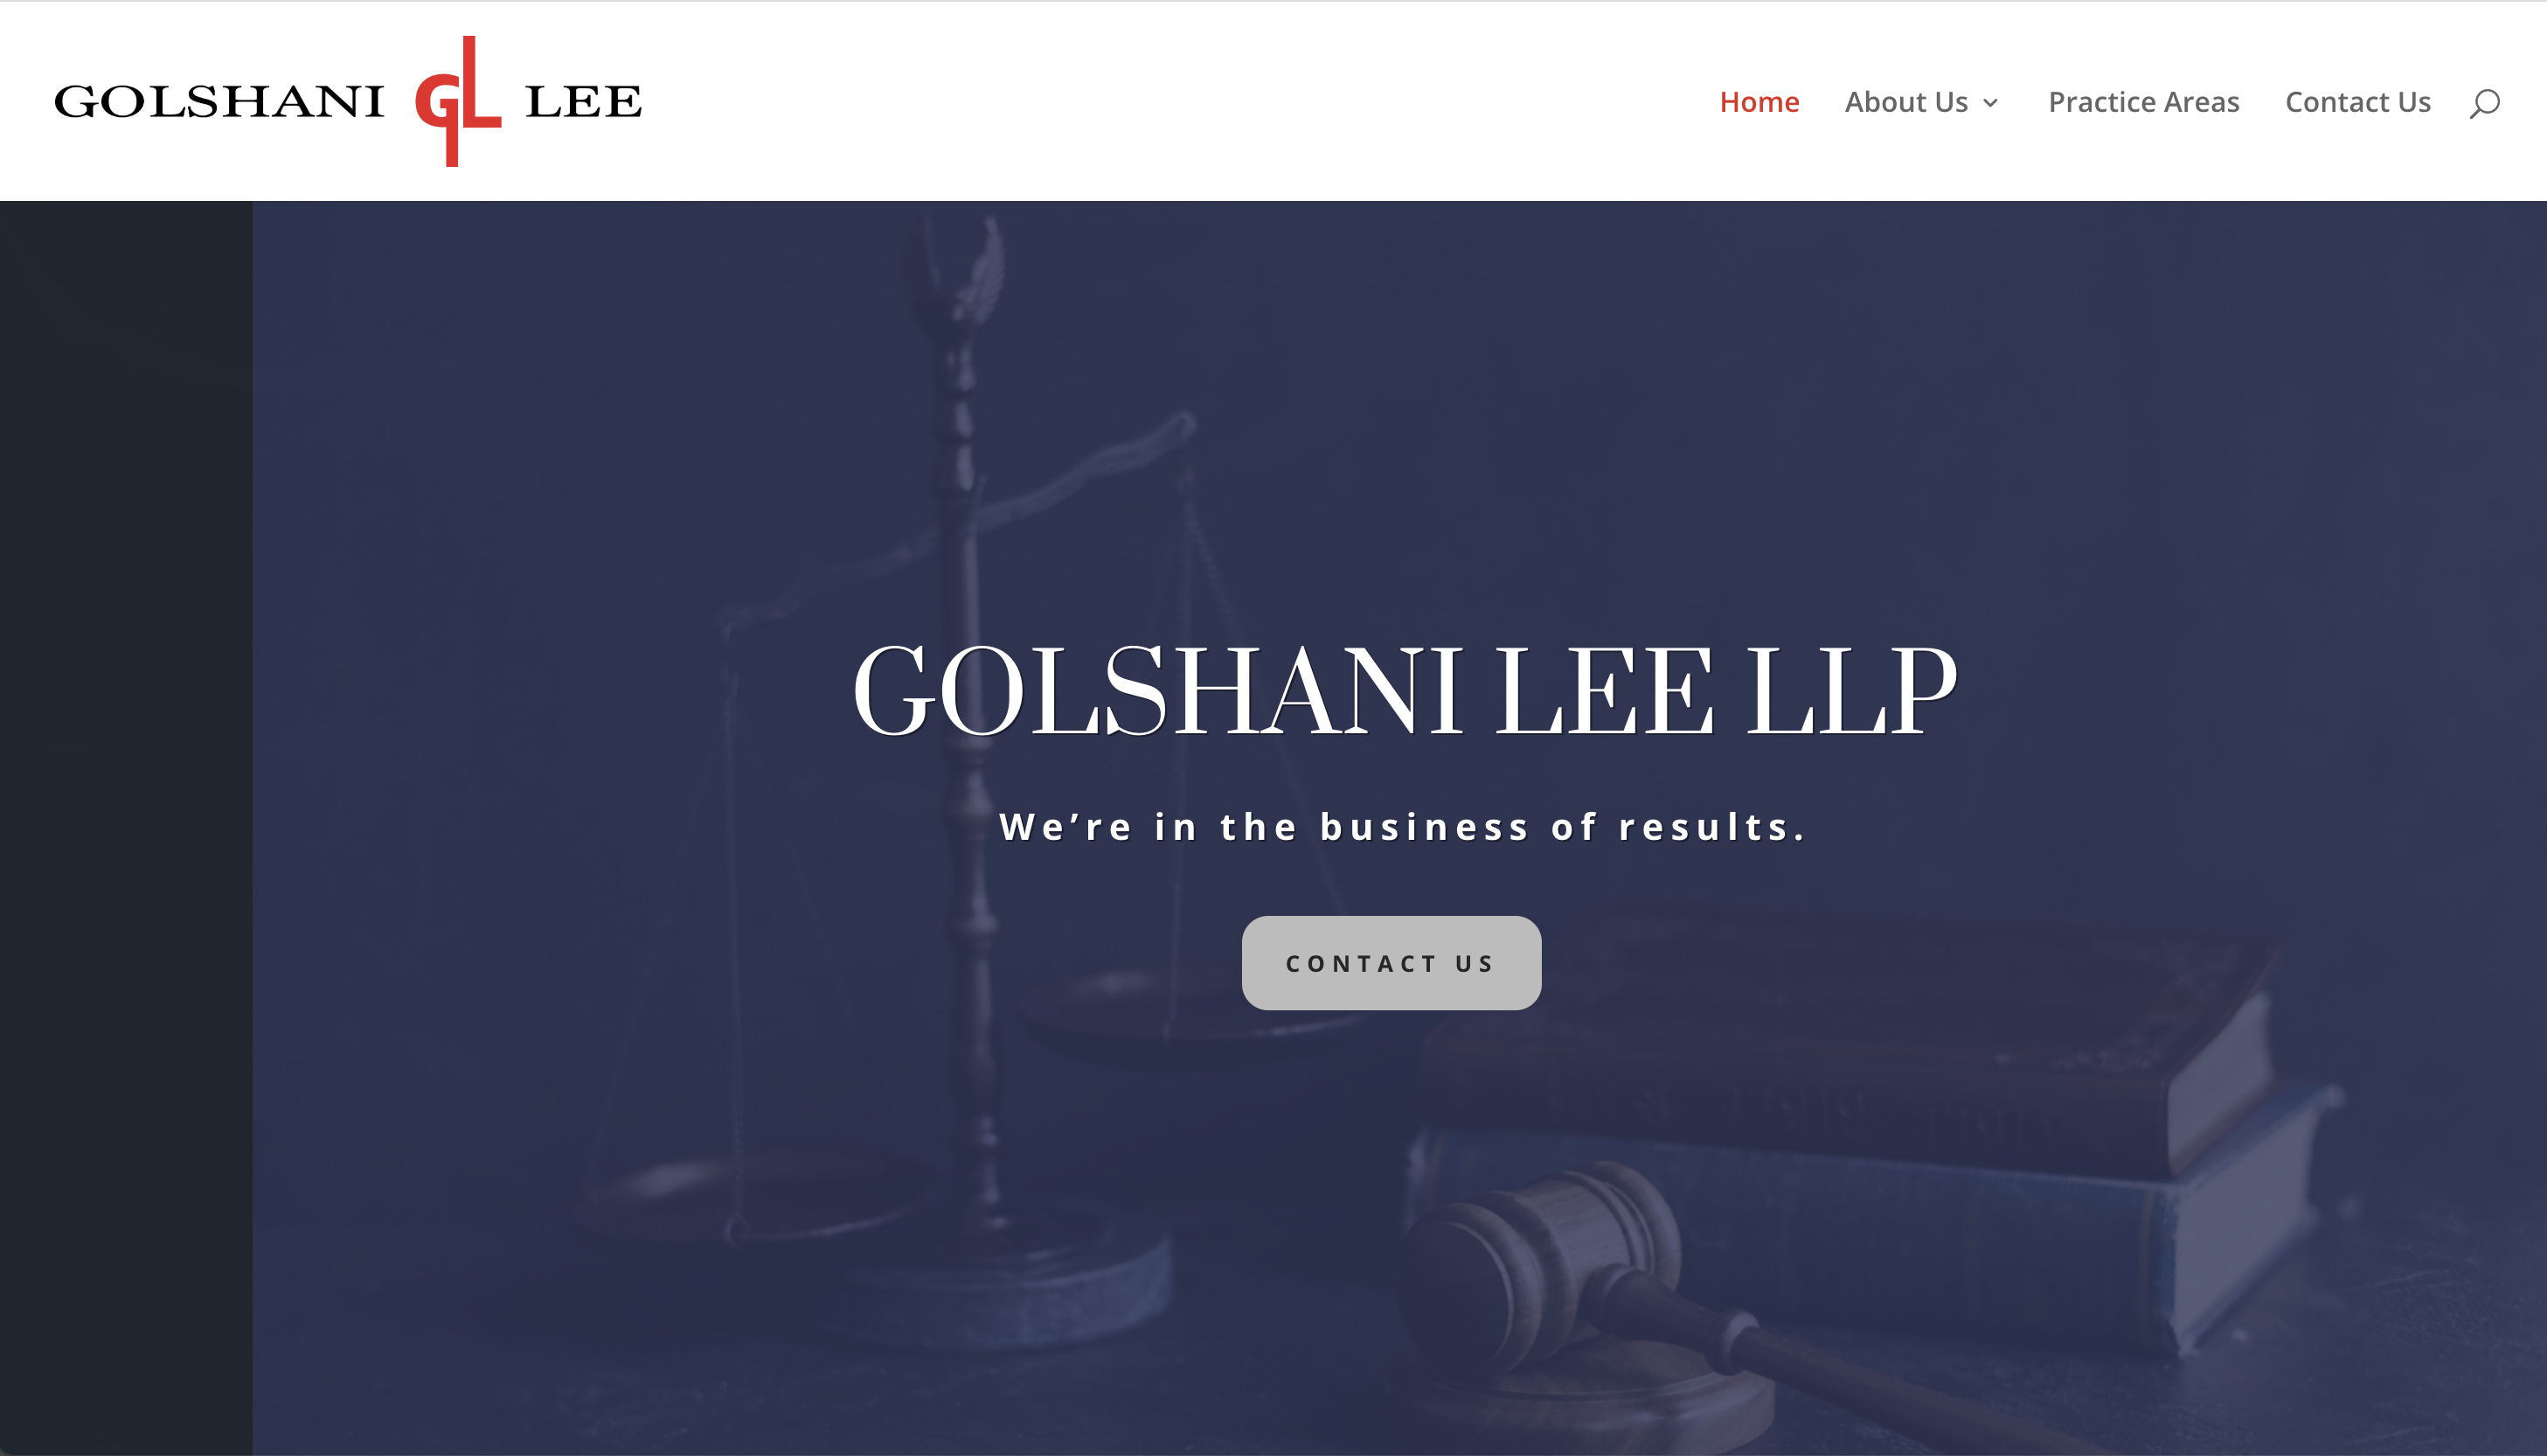 GOLSHANI GL LEE
Home About Us Practice Areas Contact Us
GOLSHANI LEE LLP
We’re in the business of results.
CONTACT US